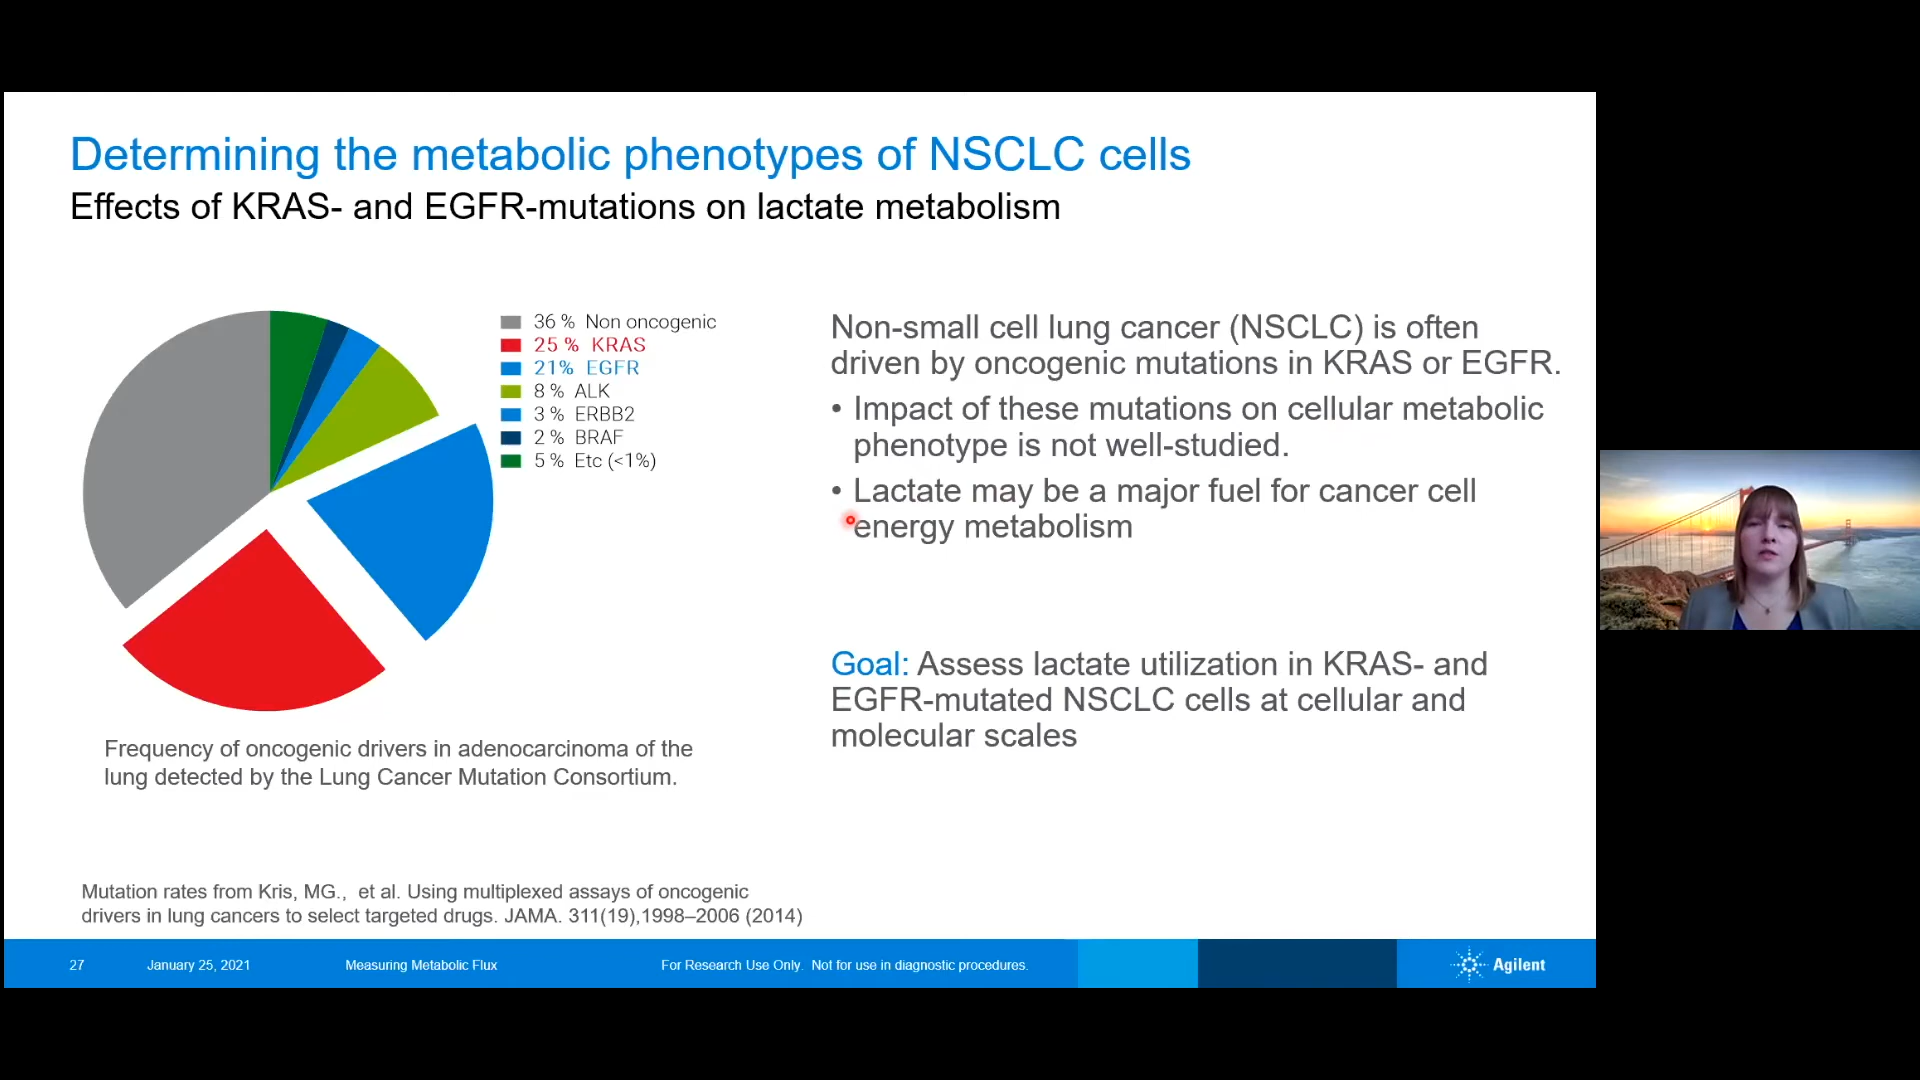 Determining the metabolic phenotypes of NSCLC cells
Effects of KRAS- and EGFR-mutations on lactate metabolism
36 % Non oncogenic
25 % KRAS
21% EGFR
8 % ALK
3 % ERBB2
2 % BRAF
5 % Etc (<1%)
Frequency of oncogenic drivers in adenocarcinoma of the
lung detected by the Lung Cancer Mutation Consortium.
Non-small cell lung cancer (NSCLC) is often
driven by oncogenic mutations in KRAS or EGFR.
• Impact of these mutations on cellular metabolic
phenotype is not well-studied.
• Lactate may be a major fuel for cancer cell
energy metabolism
Goal: Assess lactate utilization in KRAS- and
EGFR-mutated NSCLC cells at cellular and
molecular scales
Mutation rates from Kris, MG., et al. Using multiplexed assays of oncogenic
drivers in lung cancers to select targeted drugs. JAMA. 311(19),1998–2006 (2014)
27 January 25, 2021 Measuring Metabolic Flux For Research Use Only. Not for use in diagnostic procedures. Agilent